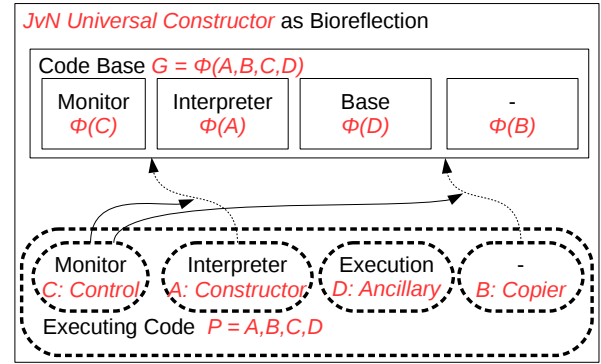 JvN Universal Constructor as Bioreflection
Code Base G = Φ(A,B,C,D)
Monitor Interpreter Base -
Φ(C) Φ(A) Φ(D) Φ(B)
Monitor Interpreter Execution -
C: Control A: Constructor D: Ancillary B: Copier
Executing Code P = A,B,C,D